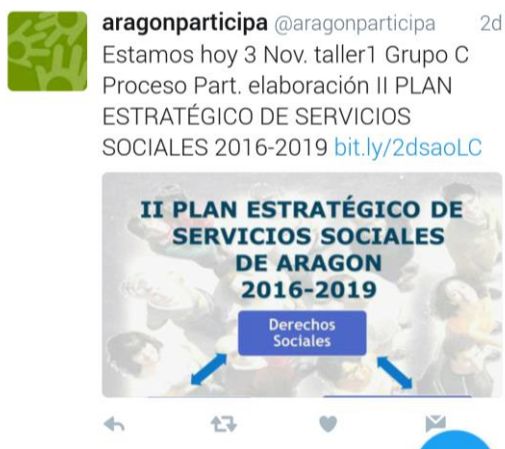 aragonparticipa @aragonparticipa 2d
Estamos hoy 3 Nov. taller1 Grupo C
Proceso Part. elaboración II PLAN
ESTRATÉGICO DE SERVICIOS
SOCIALES 2016-2019 bit.ly/2dsaoLC
II PLAN ESTRATÉGICO DE
SERVICIOS SOCIALES
DE ARAGON
2016-2019
Derechos
Sociales